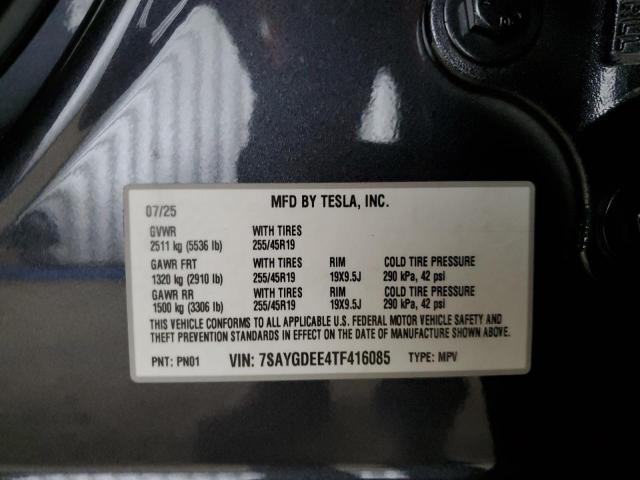 MFD BY TESLA, INC.
07/25
GVWR WITH TIRES
2511 kg (5536 lb) 255/45R19
GAWR FRT WITH TIRES RIM COLD TIRE PRESSURE
1320 kg (2910 lb) 255/45R19 19X9.5J 290 kPa, 42 psi
GAWR RR WITH TIRES RIM COLD TIRE PRESSURE
1500 kg (3306 lb) 255/45R19 19X9.5J 290 kPa, 42 psi
THIS VEHICLE CONFORMS TO ALL APPLICABLE U.S. FEDERAL MOTOR VEHICLE SAFETY AND
THEFT PREVENTION STANDARDS IN EFFECT ON THE DATE OF MANUFACTURE SHOWN ABOVE.
PNT: PN01 VIN: 7SAYGDEE4TF416085 TYPE: MPV